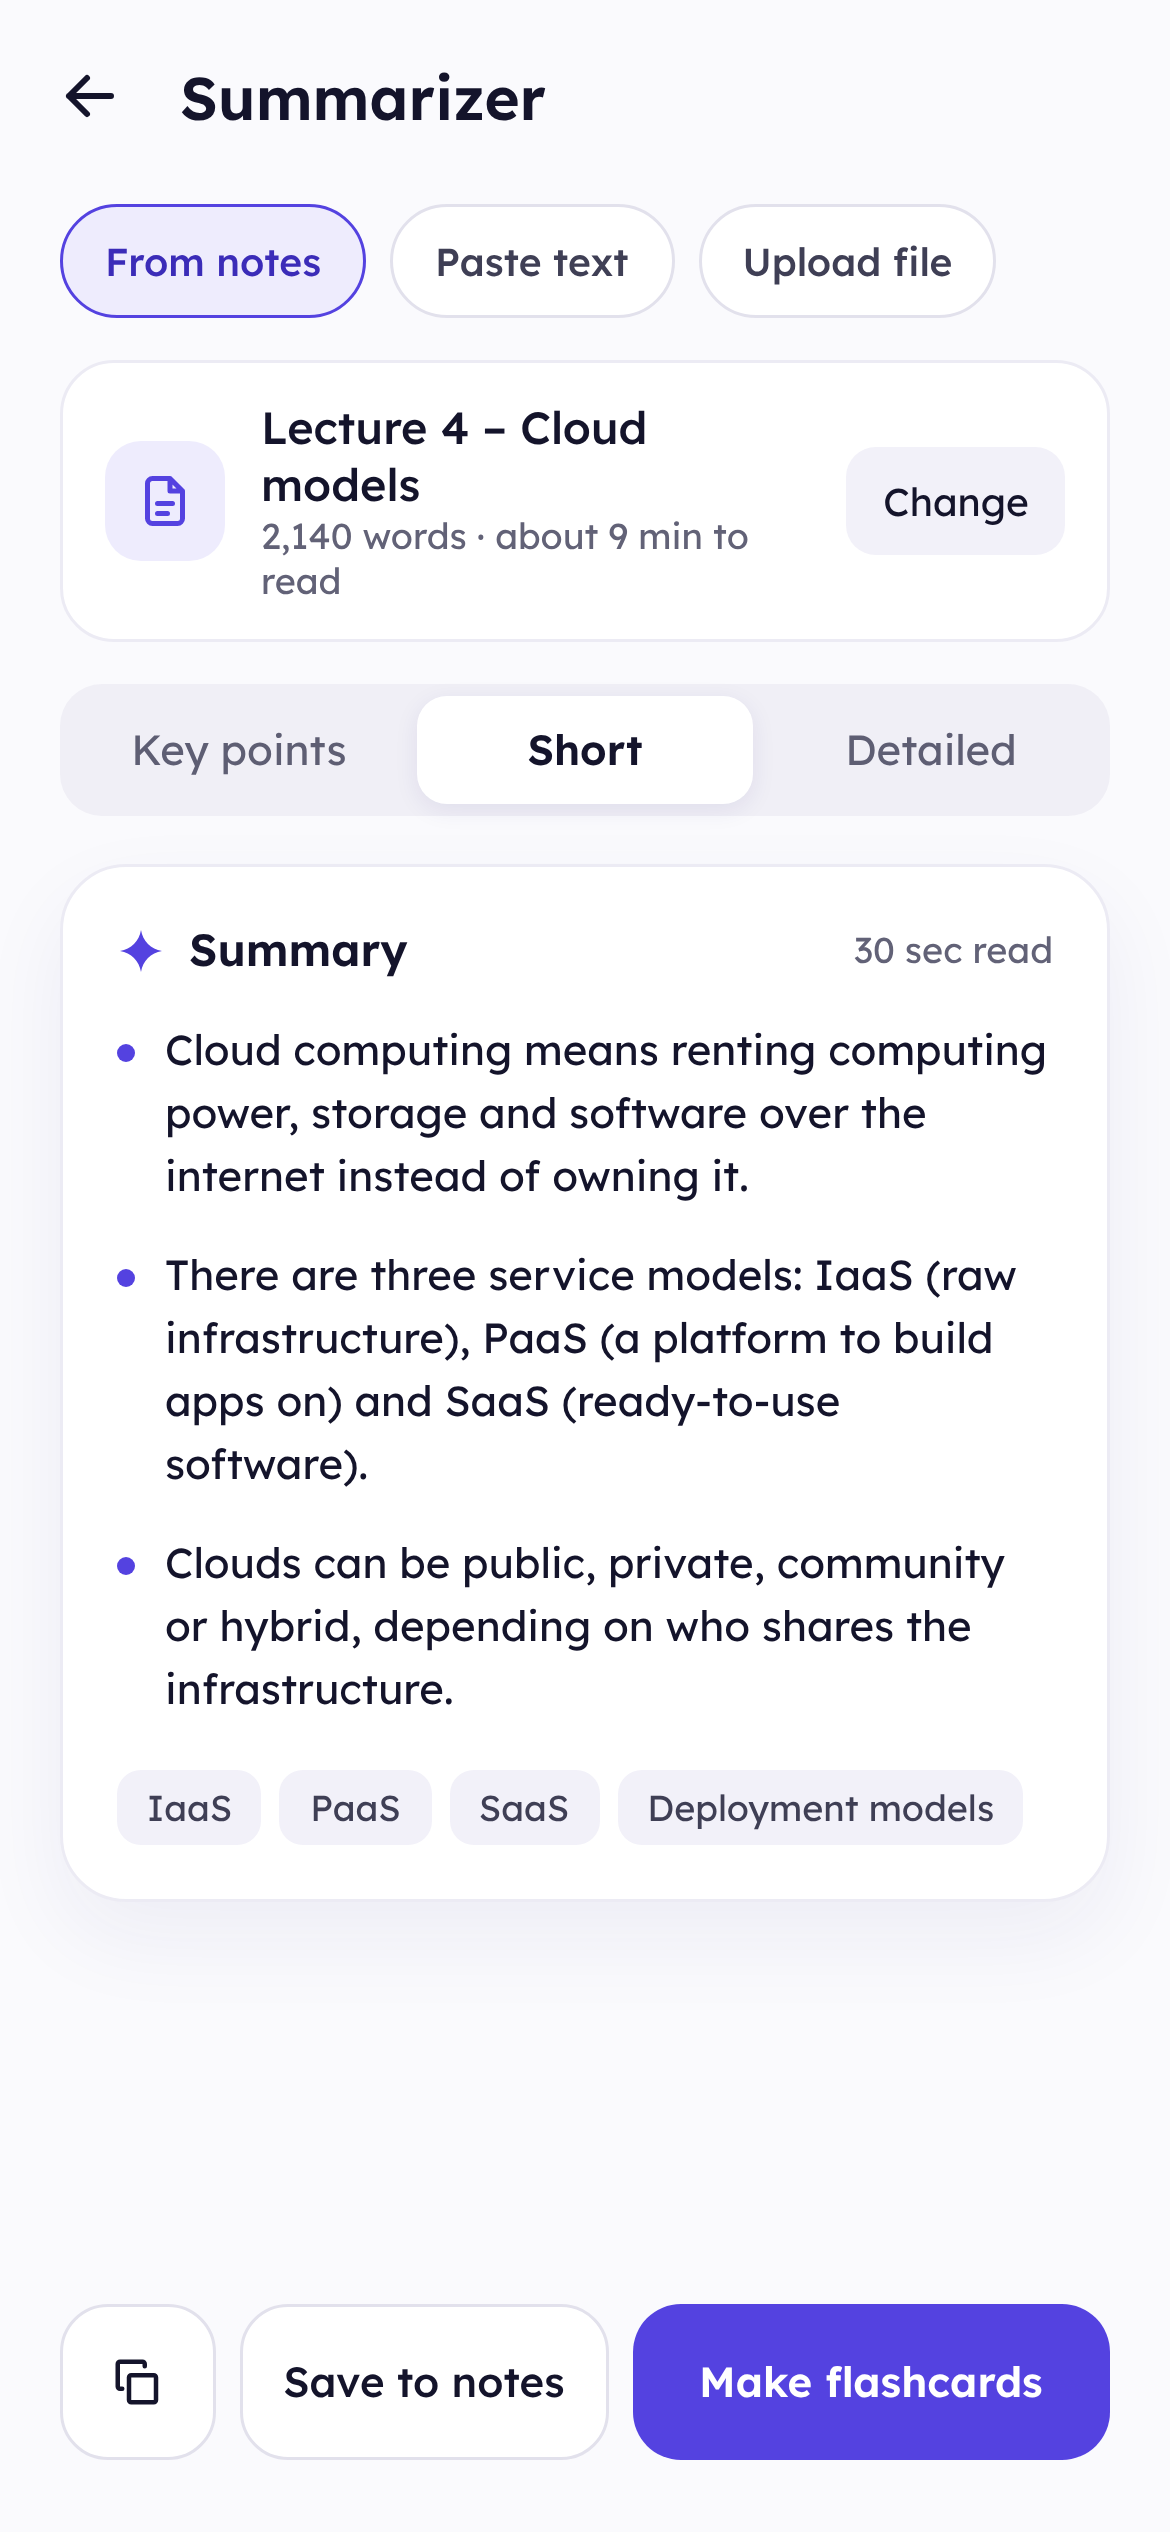 Summarizer
From notes
Paste text
Upload file
Lecture 4 – Cloud
models
2,140 words · about 9 min to
read
Change
Key points
Short
Detailed
Summary
30 sec read
Cloud computing means renting computing
power, storage and software over the
internet instead of owning it.
There are three service models: IaaS (raw
infrastructure), PaaS (a platform to build
apps on) and SaaS (ready-to-use
software).
Clouds can be public, private, community
or hybrid, depending on who shares the
infrastructure.
IaaS
PaaS
SaaS
Deployment models
Save to notes
Make flashcards